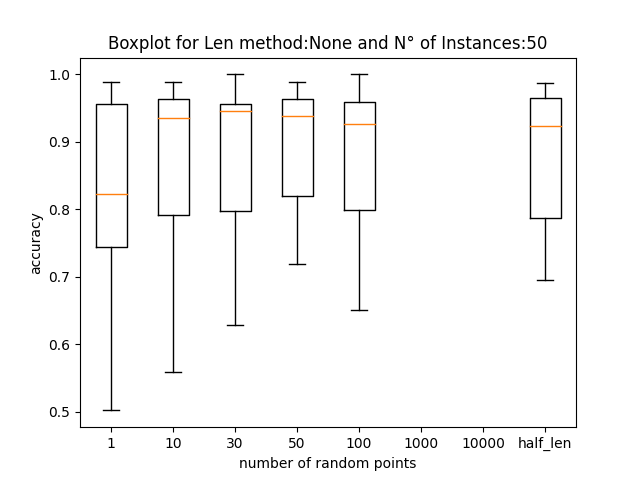 Boxplot for Len method:None and N° of Instances:50
1.0
0.9
0.8
0.7
0.6
0.5
accuracy
1 10 30 50 100 1000 10000 half_len
number of random points